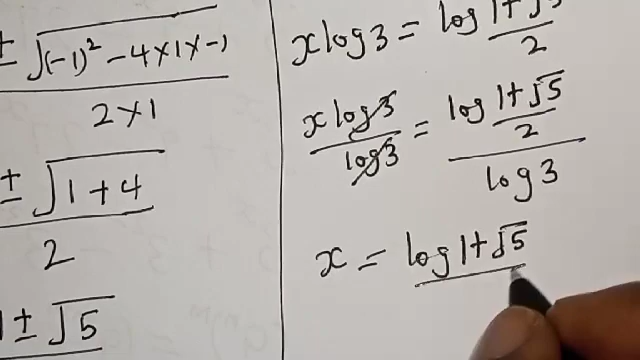 ± √(-1)² - 4×1×-1
2×1
± √1+4
2
1 ± √5
x log 3 = log 1+√5
2
x log 3 = log 1+√5
2
log 3
log 3
x = log 1+√5